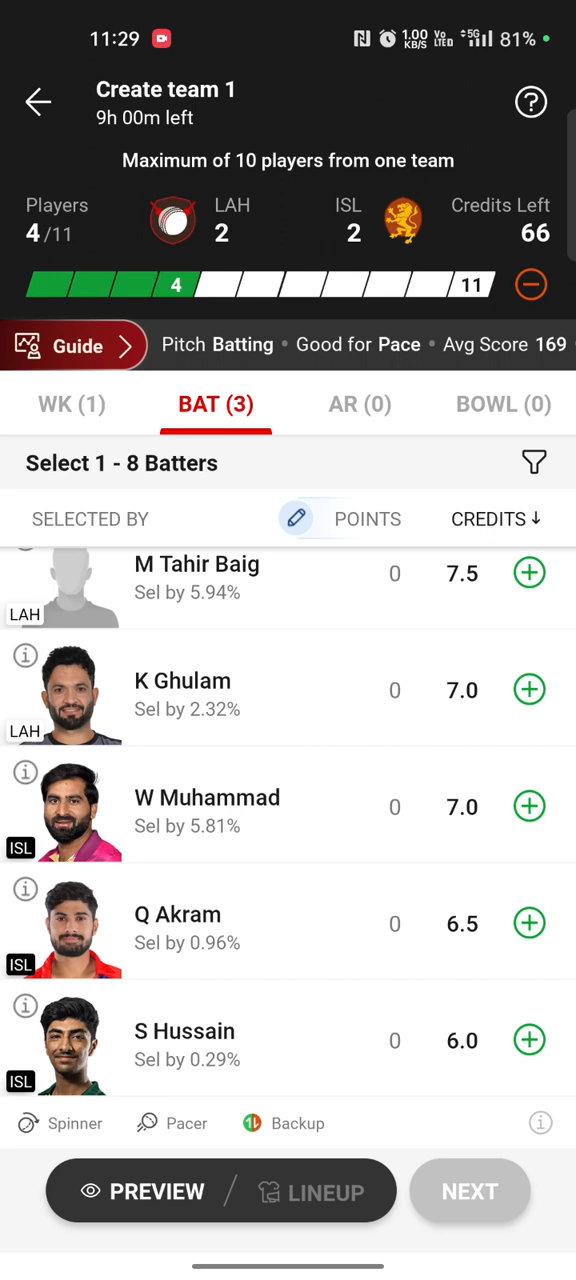 11:29 1.00 KB/S Vo LTED 5G 81%
Create team 1
9h 00m left
Maximum of 10 players from one team
Players LAH ISL Credits Left
4/11 2 2 66
4 11
Guide Pitch Batting • Good for Pace • Avg Score 169
WK (1) BAT (3) AR (0) BOWL (0)
Select 1 - 8 Batters
SELECTED BY POINTS CREDITS ↓
M Tahir Baig 0 7.5
Sel by 5.94%
LAH
K Ghulam 0 7.0
Sel by 2.32%
LAH
W Muhammad 0 7.0
Sel by 5.81%
ISL
Q Akram 0 6.5
Sel by 0.96%
ISL
S Hussain 0 6.0
Sel by 0.29%
ISL
Spinner Pacer Backup
PREVIEW / LINEUP NEXT